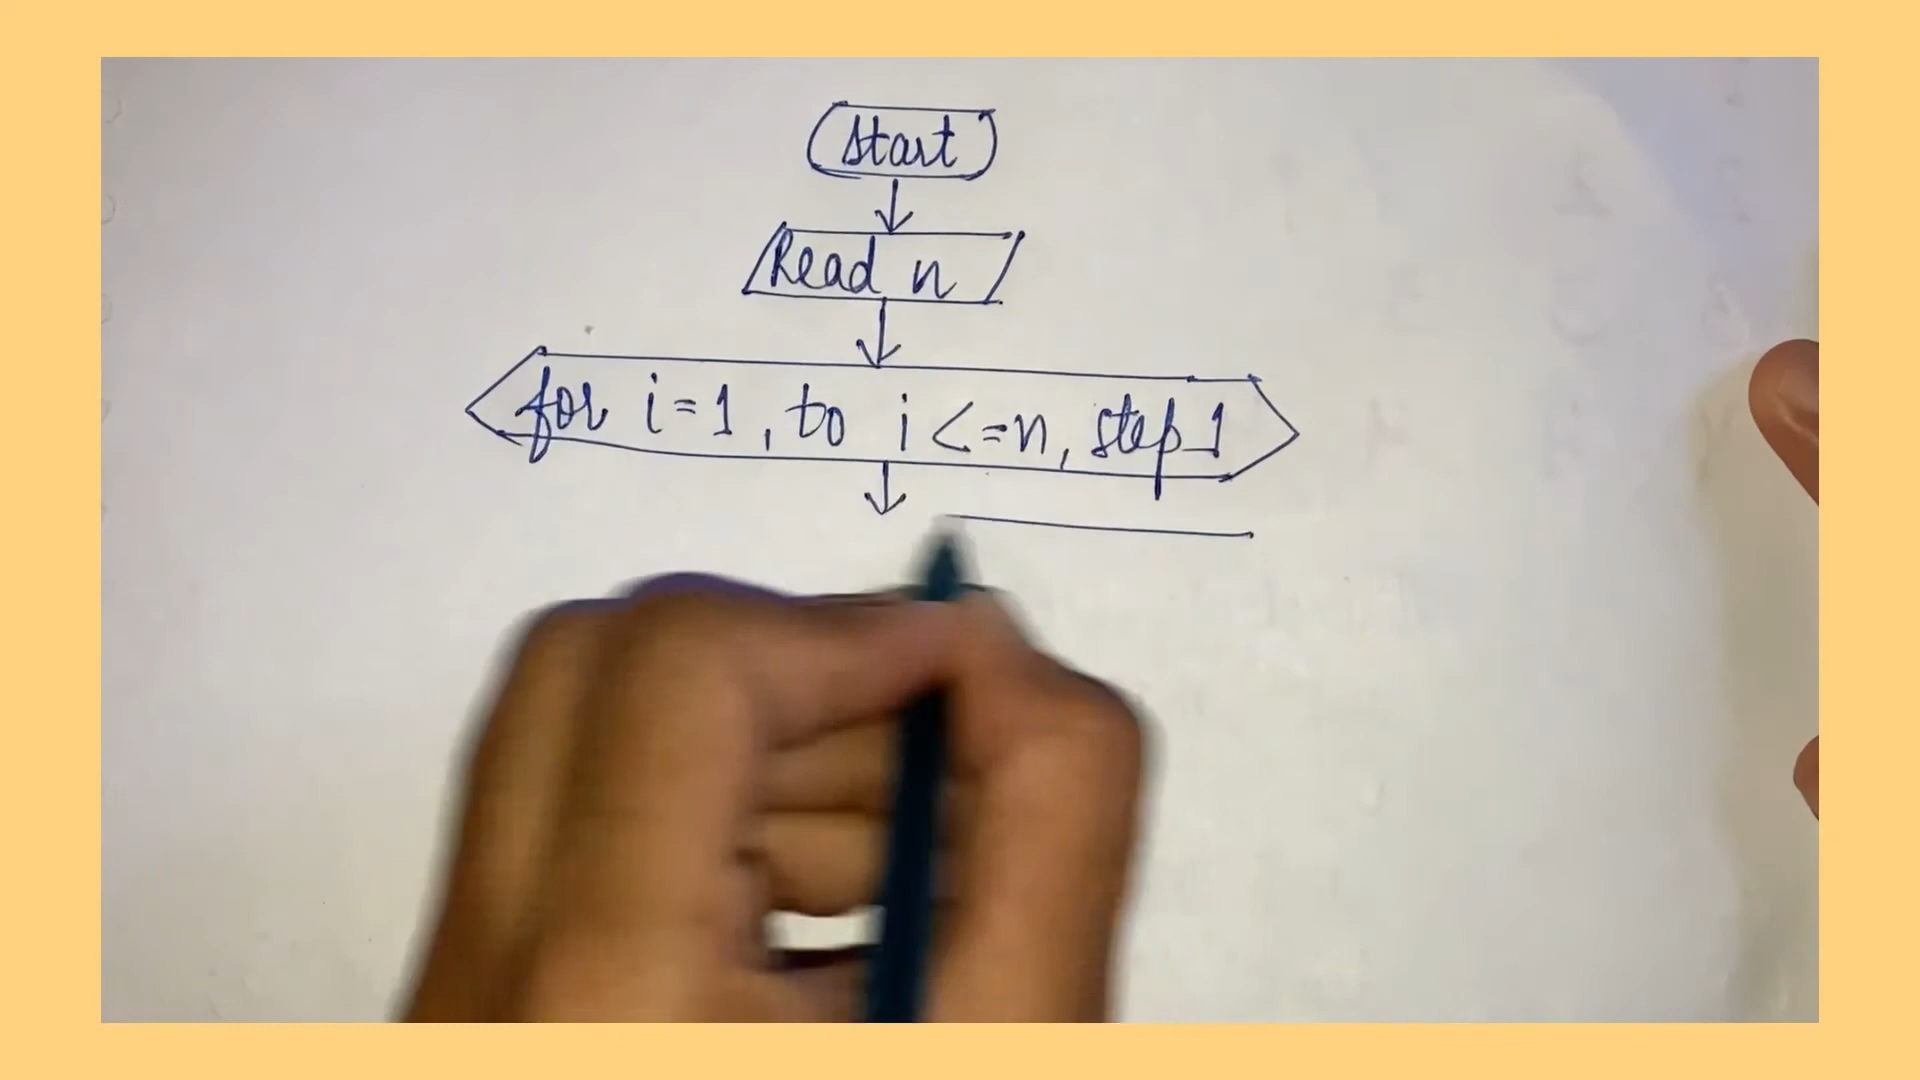 Start
Read n
for i=1, to i <=n, step 1